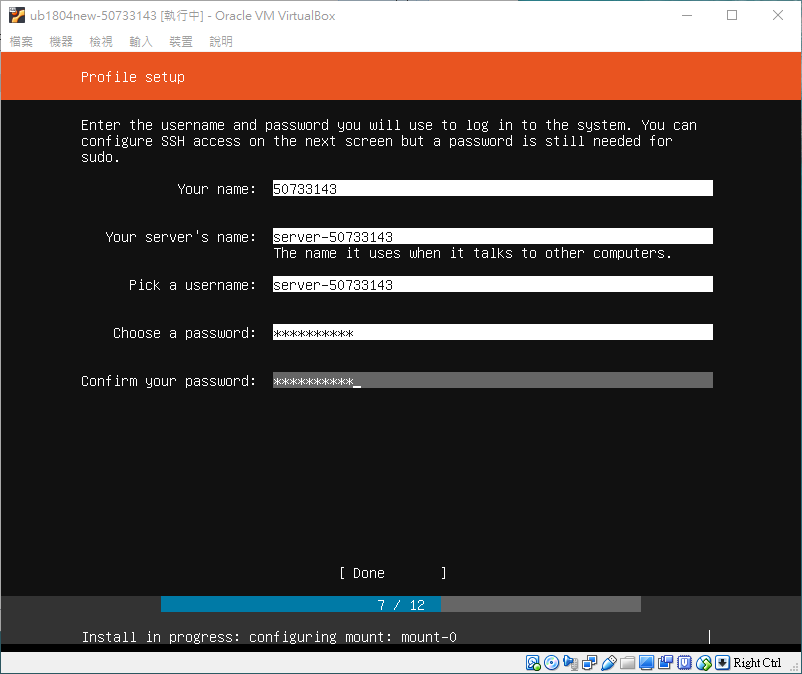 ub1804new-50733143 [執行中] - Oracle VM VirtualBox
檔案 機器 檢視 輸入 裝置 說明
Profile setup
Enter the username and password you will use to log in to the system. You can
configure SSH access on the next screen but a password is still needed for
sudo.
Your name: 50733143
Your server's name: server-50733143
The name it uses when it talks to other computers.
Pick a username: server-50733143
Choose a password: **********
Confirm your password: **********_
[ Done ]
7 / 12
Install in progress: configuring mount: mount-0
Right Ctrl